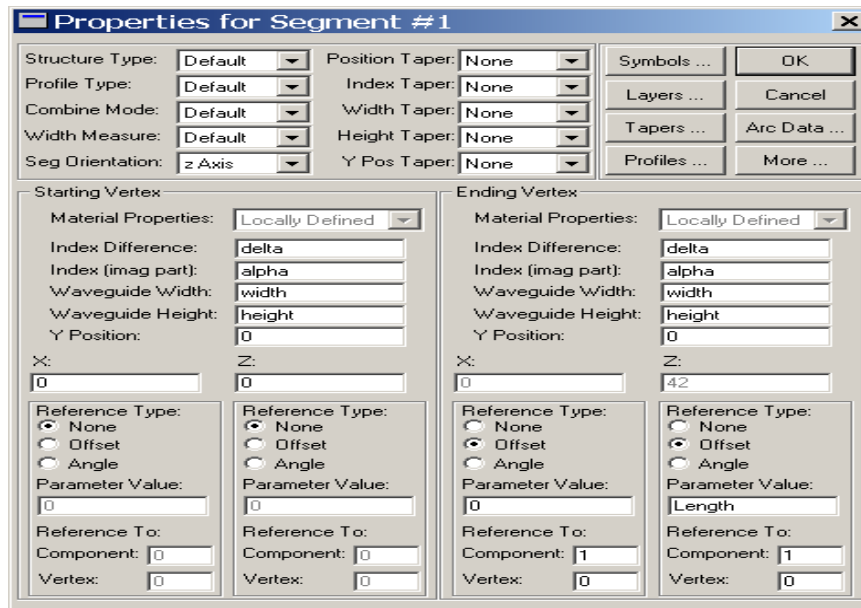 Properties for Segment #1
Structure Type: Default Position Taper: None Symbols ... OK
Profile Type: Default Index Taper: None Layers ... Cancel
Combine Mode: Default Width Taper: None Tapers ... Arc Data ...
Width Measure: Default Height Taper: None Profiles ... More ...
Seg Orientation: z Axis Y Pos Taper: None
Starting Vertex
Material Properties: Locally Defined
Index Difference: delta
Index (imag part): alpha
Waveguide Width: width
Waveguide Height: height
Y Position: 0
X: Z:
0 0
Reference Type: Reference Type:
None None
Offset Offset
Angle Angle
Parameter Value: Parameter Value:
0 0
Reference To: Reference To:
Component: 0 Component: 0
Vertex: 0 Vertex: 0
Ending Vertex
Material Properties: Locally Defined
Index Difference: delta
Index (imag part): alpha
Waveguide Width: width
Waveguide Height: height
Y Position: 0
X: Z:
0 42
Reference Type: Reference Type:
None None
Offset Offset
Angle Angle
Parameter Value: Parameter Value:
0 Length
Reference To: Reference To:
Component: 1 Component: 1
Vertex: 0 Vertex: 0